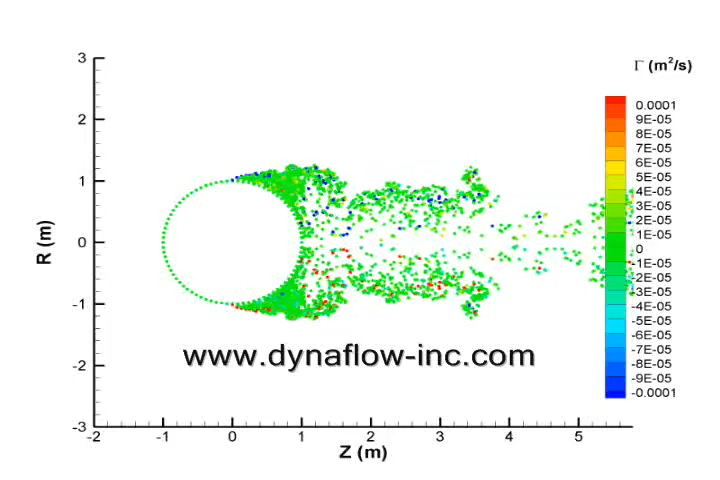 Γ (m²/s)
3
2
1
0
-1
-2
-3
R (m)
-2
-1
0
1
2
3
4
5
Z (m)
0.0001
9E-05
8E-05
7E-05
6E-05
5E-05
4E-05
3E-05
2E-05
1E-05
0
-1E-05
-2E-05
-3E-05
-4E-05
-5E-05
-6E-05
-7E-05
-8E-05
-9E-05
-0.0001
www.dynaflow-inc.com